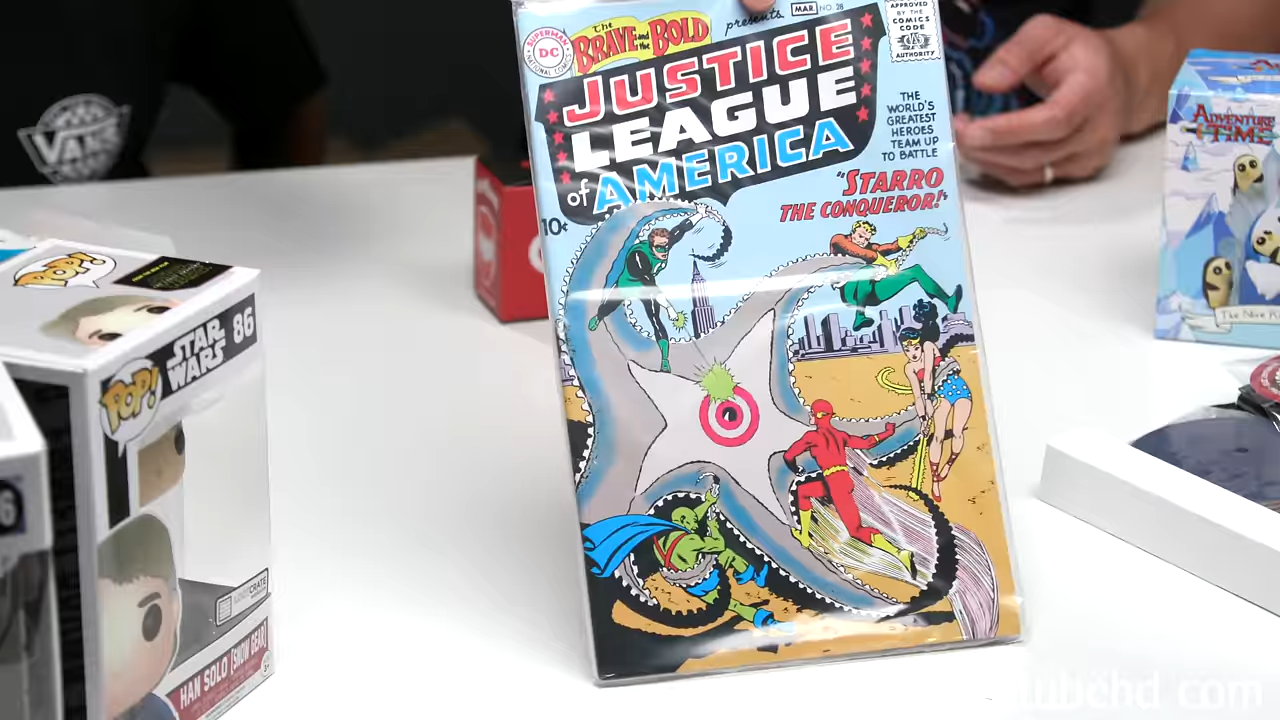 The
BRAVE and the BOLD
presents
MAR. NO. 28
SUPERMAN
DC
NATIONAL COMICS
APPROVED
BY THE
COMICS
CODE
AUTHORITY
JUSTICE
LEAGUE
of AMERICA
THE
WORLD'S
GREATEST
HEROES
TEAM UP
TO BATTLE
"STARRO
THE CONQUEROR!"
10¢
VANS
ADVENTURE
TIME
POP!
STAR
WARS
86
POP!
LOOTCRATE
HAN SOLO [SNOW GEAR]